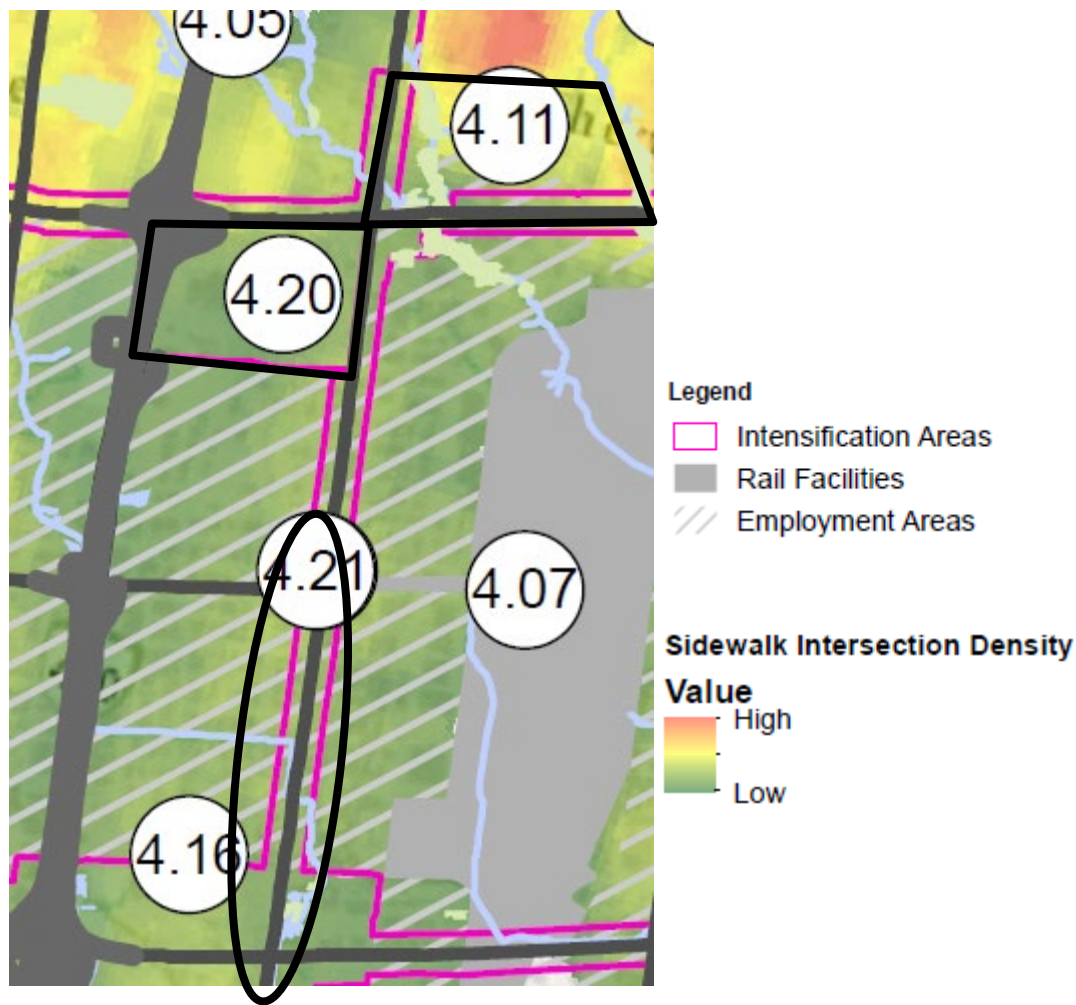 4.05
4.11
4.20
4.21
4.07
4.16
Legend
Intensification Areas
Rail Facilities
Employment Areas
Sidewalk Intersection Density
Value
High
Low